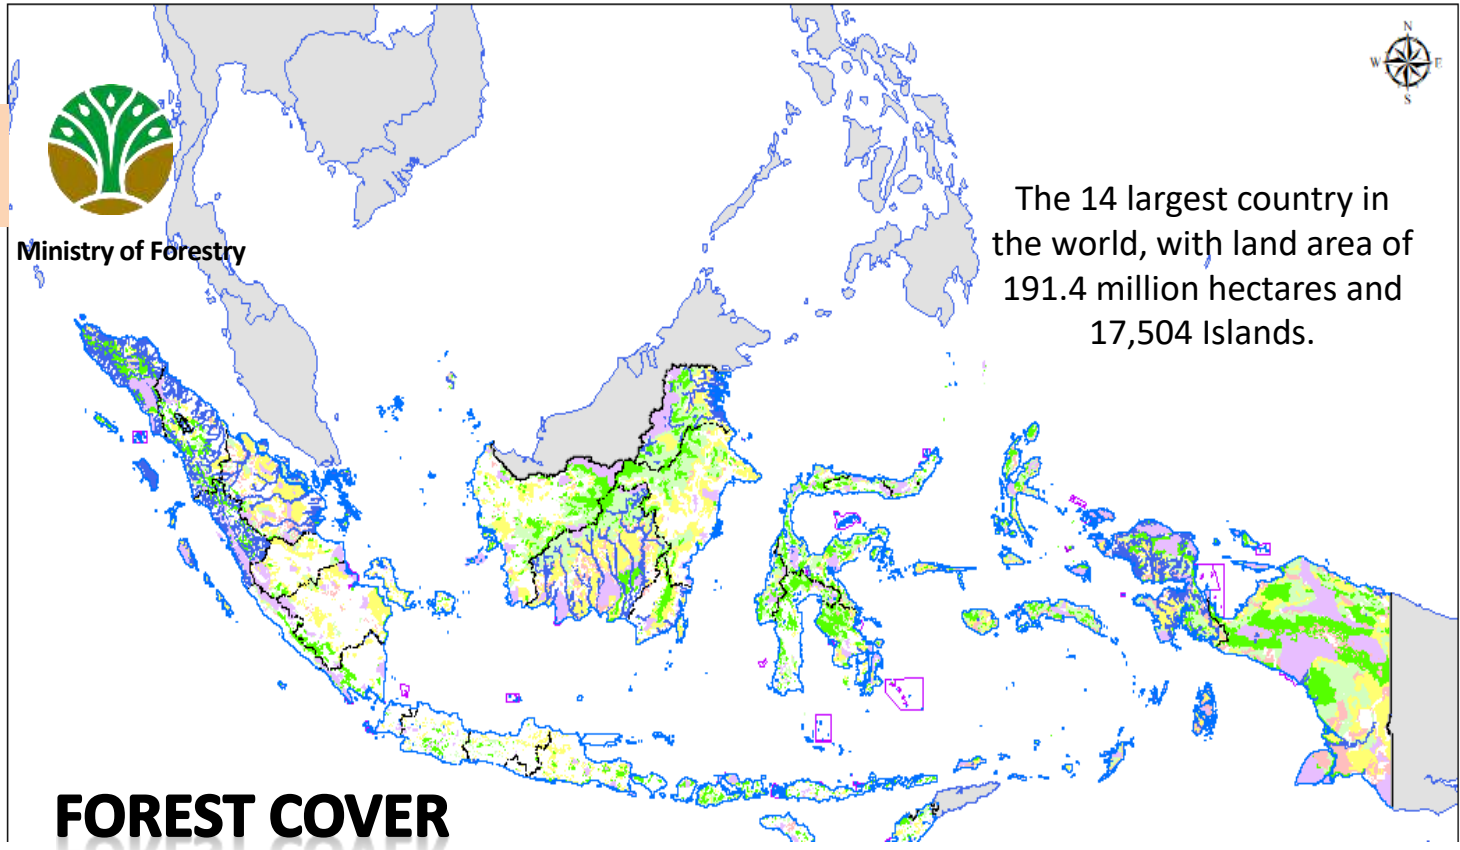 N
W E
S
Ministry of Forestry
The 14 largest country in
the world, with land area of
191.4 million hectares and
17,504 Islands.
FOREST COVER